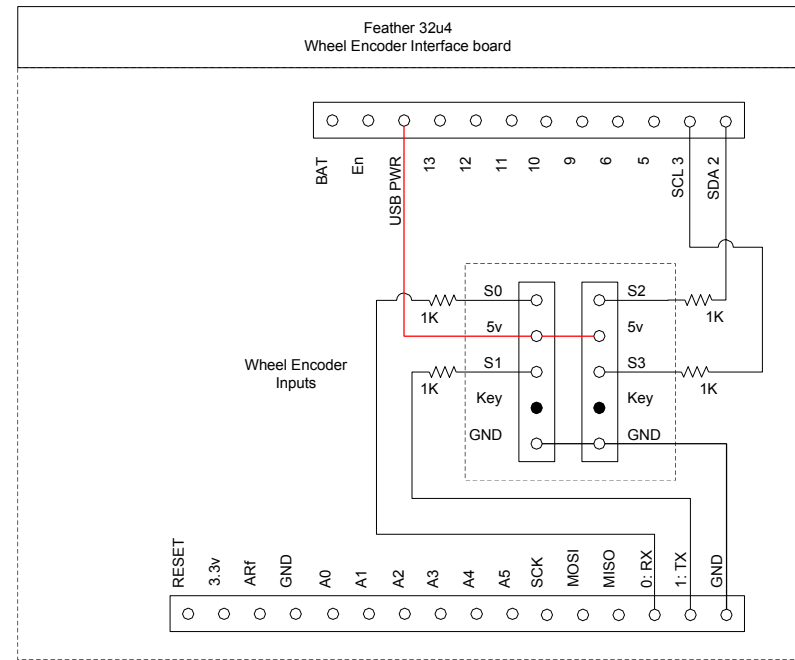 Feather 32u4
Wheel Encoder Interface board
BAT
En
USB PWR
13
12
11
10
9
6
5
SCL 3
SDA 2
S0
S2
1K
1K
5v
5v
S1
S3
1K
1K
Wheel Encoder
Inputs
Key
Key
GND
GND
RESET
3.3v
ARf
GND
A0
A1
A2
A3
A4
A5
SCK
MOSI
MISO
0: RX
1: TX
GND